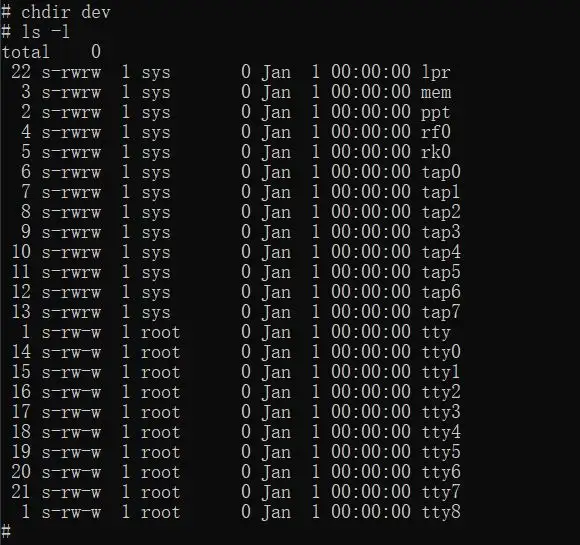 # chdir dev
# ls -l
total    0
 22 s-rwrw  1 sys       0 Jan  1 00:00:00 lpr
  3 s-rwrw  1 sys       0 Jan  1 00:00:00 mem
  2 s-rwrw  1 sys       0 Jan  1 00:00:00 ppt
  4 s-rwrw  1 sys       0 Jan  1 00:00:00 rf0
  5 s-rwrw  1 sys       0 Jan  1 00:00:00 rk0
  6 s-rwrw  1 sys       0 Jan  1 00:00:00 tap0
  7 s-rwrw  1 sys       0 Jan  1 00:00:00 tap1
  8 s-rwrw  1 sys       0 Jan  1 00:00:00 tap2
  9 s-rwrw  1 sys       0 Jan  1 00:00:00 tap3
 10 s-rwrw  1 sys       0 Jan  1 00:00:00 tap4
 11 s-rwrw  1 sys       0 Jan  1 00:00:00 tap5
 12 s-rwrw  1 sys       0 Jan  1 00:00:00 tap6
 13 s-rwrw  1 sys       0 Jan  1 00:00:00 tap7
  1 s-rw-w  1 root      0 Jan  1 00:00:00 tty
 14 s-rw-w  1 root      0 Jan  1 00:00:00 tty0
 15 s-rw-w  1 root      0 Jan  1 00:00:00 tty1
 16 s-rw-w  1 root      0 Jan  1 00:00:00 tty2
 17 s-rw-w  1 root      0 Jan  1 00:00:00 tty3
 18 s-rw-w  1 root      0 Jan  1 00:00:00 tty4
 19 s-rw-w  1 root      0 Jan  1 00:00:00 tty5
 20 s-rw-w  1 root      0 Jan  1 00:00:00 tty6
 21 s-rw-w  1 root      0 Jan  1 00:00:00 tty7
  1 s-rw-w  1 root      0 Jan  1 00:00:00 tty8
#